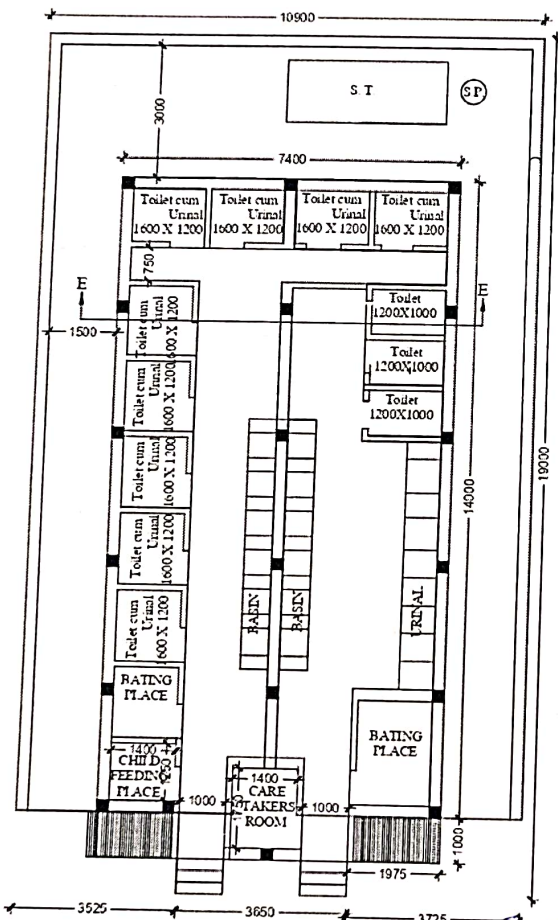 10900
S.T
SP.
3000
7400
Toilet cum
Urinal
1600 X 1200
Toilet cum
Urinal
1600 X 1200
Toilet cum
Urinal
1600 X 1200
Toilet cum
Urinal
1600 X 1200
750
E
E
1500
Toilet cum
Urinal
1600 X 1200
Toilet
1200X1000
Toilet
1200X1000
Toilet
1200X1000
Toilet cum
Urinal
1600 X 1200
Toilet cum
Urinal
1600 X 1200
Toilet cum
Urinal
1600 X 1200
Toilet cum
Urinal
1600 X 1200
14000
19000
BASIN
BASIN
URINAL
BATING
PLACE
BATING
PLACE
1400
CHILD
FEEDING
PLACE
1250
1000
1400
CARE
TAKERS
ROOM
1000
1000
1975
3525
3650
3725